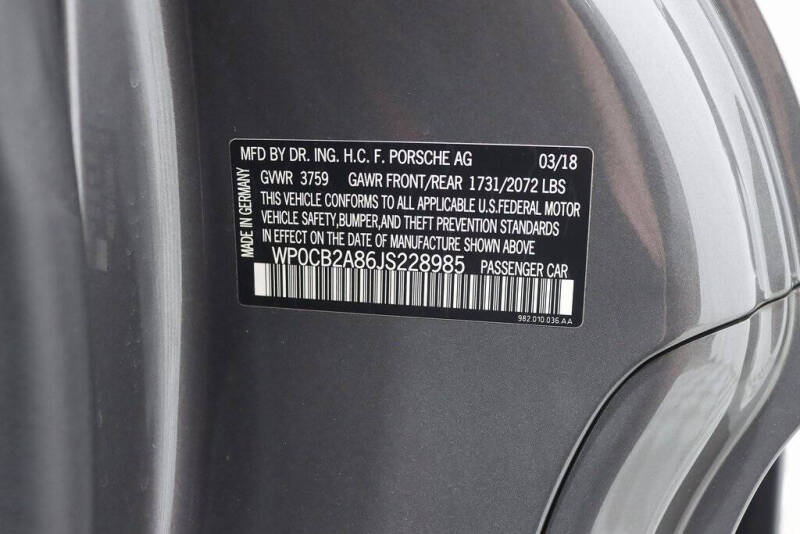 MFD BY DR. ING. H.C. F. PORSCHE AG 03/18
GVWR 3759 GAWR FRONT/REAR 1731/2072 LBS
THIS VEHICLE CONFORMS TO ALL APPLICABLE U.S.FEDERAL MOTOR
VEHICLE SAFETY,BUMPER,AND THEFT PREVENTION STANDARDS
IN EFFECT ON THE DATE OF MANUFACTURE SHOWN ABOVE
WP0CB2A86JS228985 PASSENGER CAR
MADE IN GERMANY
982.010.036.AA